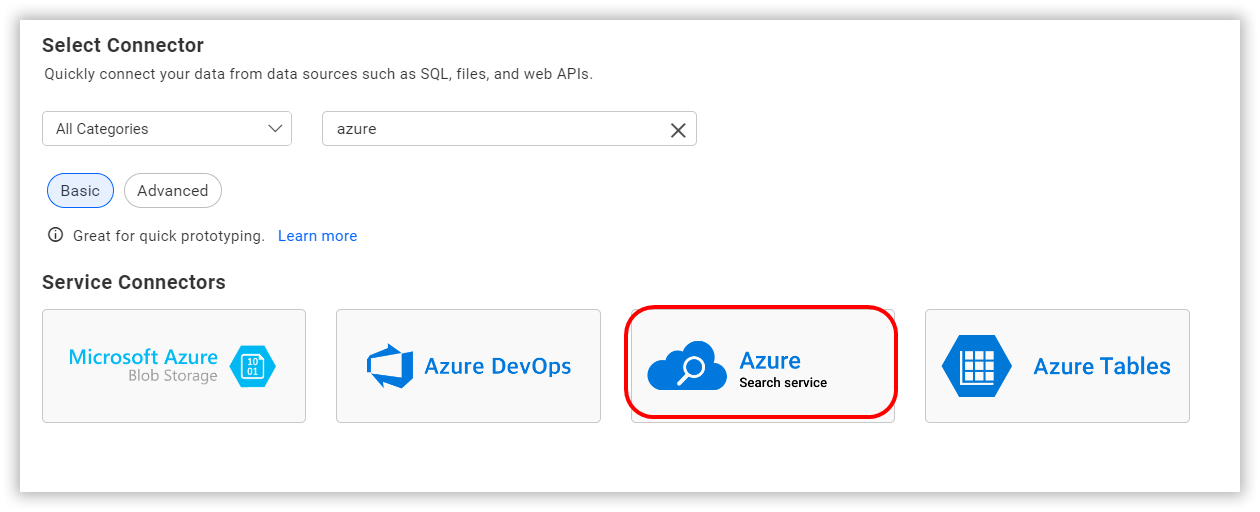 Select Connector
Quickly connect your data from data sources such as SQL, files, and web APIs.
All Categories
azure
Basic
Advanced
Great for quick prototyping. Learn more
Service Connectors
Microsoft Azure
Blob Storage
10
01
Azure DevOps
Azure
Search service
Azure Tables